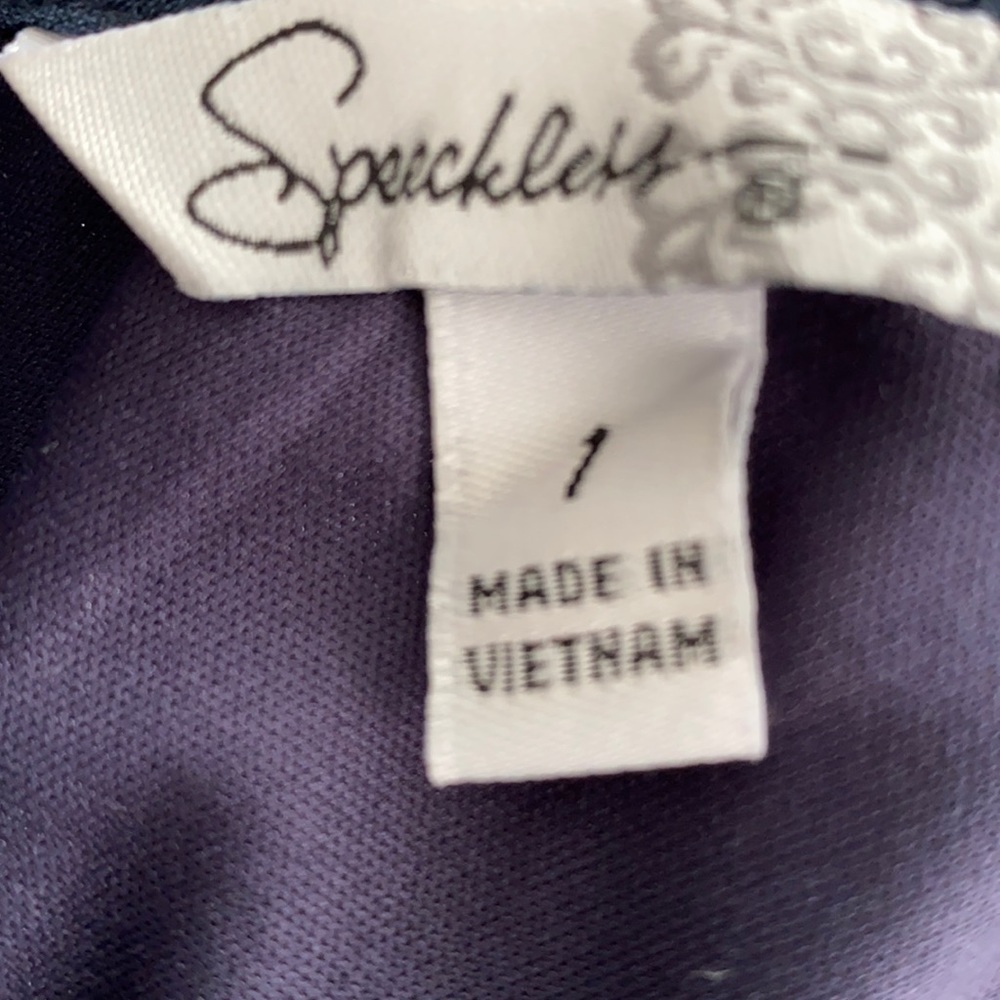 Speechless ®
1
MADE IN
VIETNAM